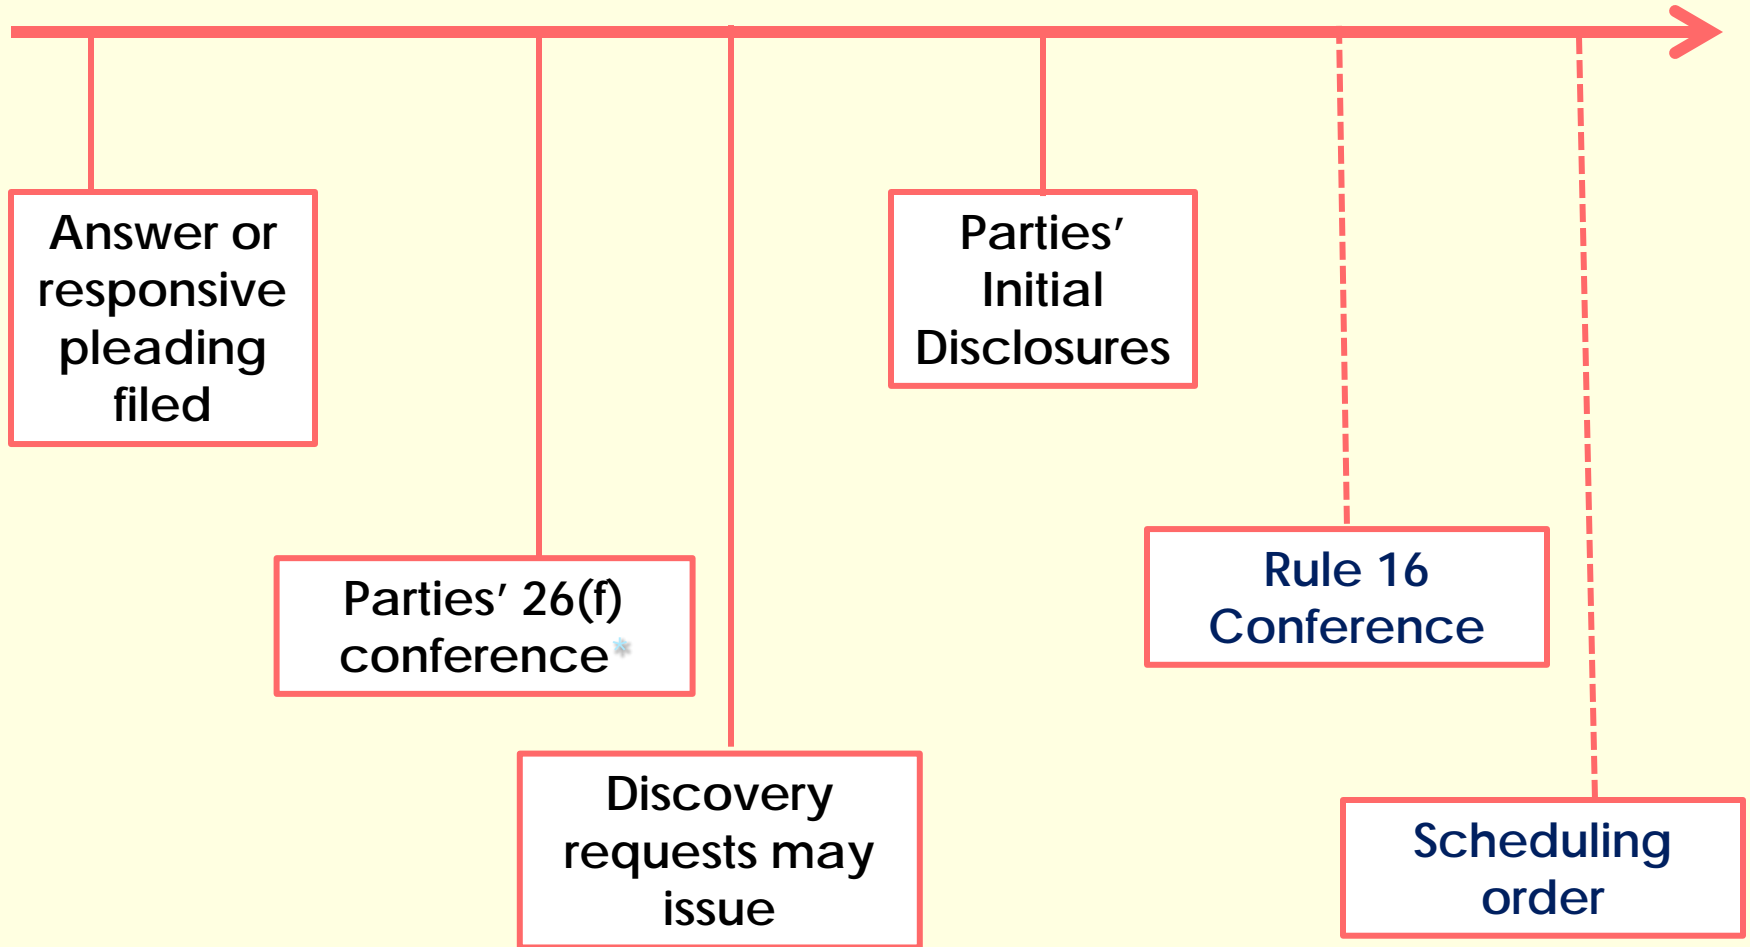 Answer or
responsive
pleading
filed
Parties’ 26(f)
conference*
Discovery
requests may
issue
Parties’
Initial
Disclosures
Rule 16
Conference
Scheduling
order